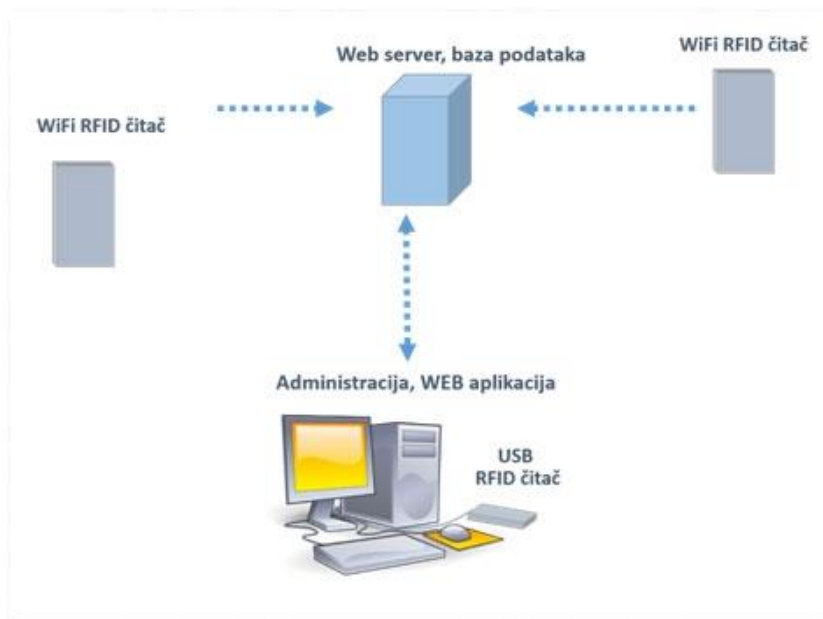 Web server, baza podataka
WiFi RFID čitač
WiFi RFID čitač
Administracija, WEB aplikacija
USB
RFID čitač